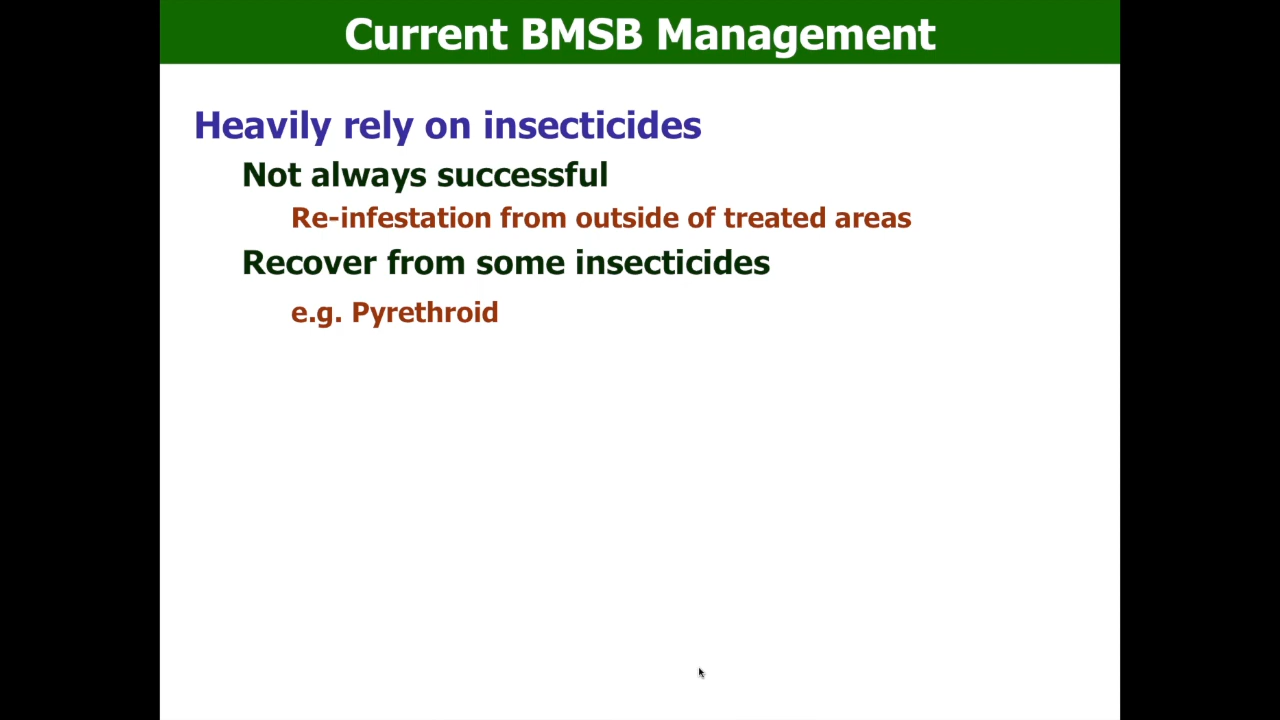 Current BMSB Management
Heavily rely on insecticides
Not always successful
Re-infestation from outside of treated areas
Recover from some insecticides
e.g. Pyrethroid